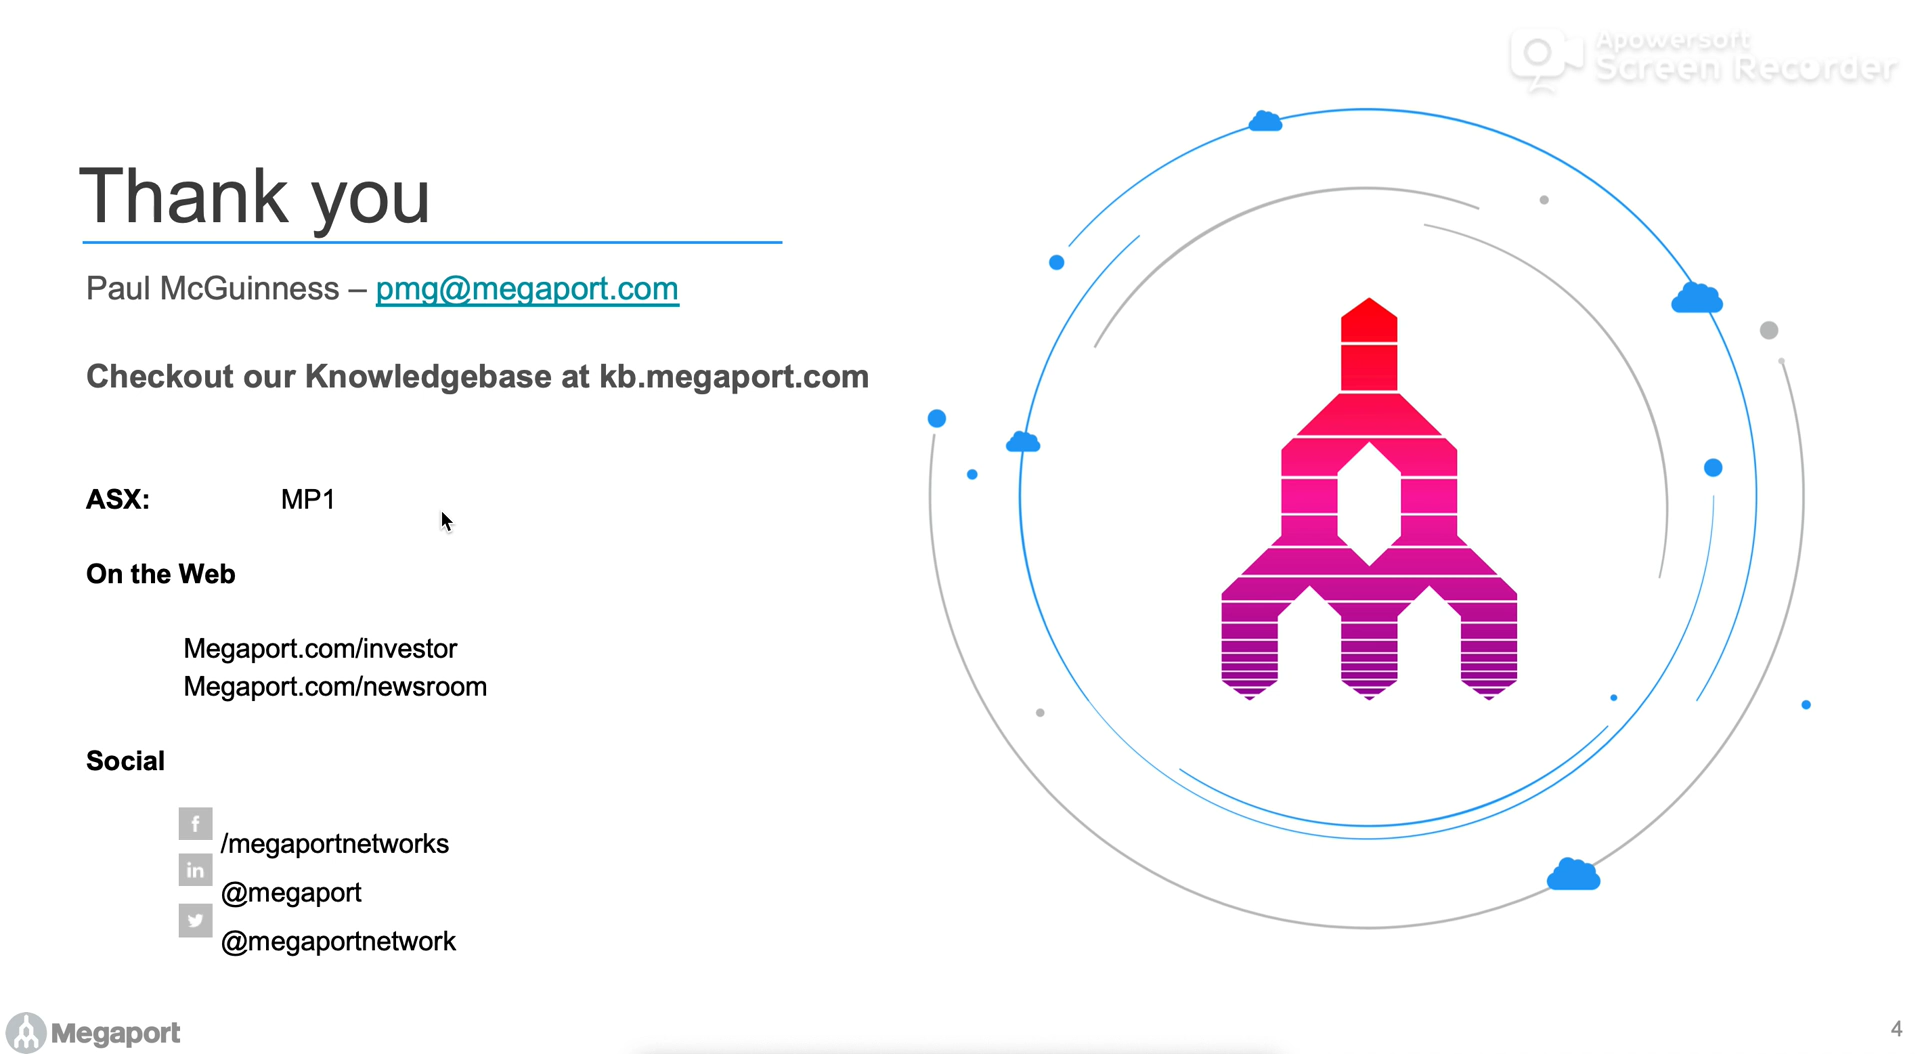 Apowersoft
Screen Recorder
Thank you
Paul McGuinness – pmg@megaport.com
Checkout our Knowledgebase at kb.megaport.com
ASX: MP1
On the Web
Megaport.com/investor
Megaport.com/newsroom
Social
f
/megaportnetworks
in
@megaport
@megaportnetwork
Megaport
4